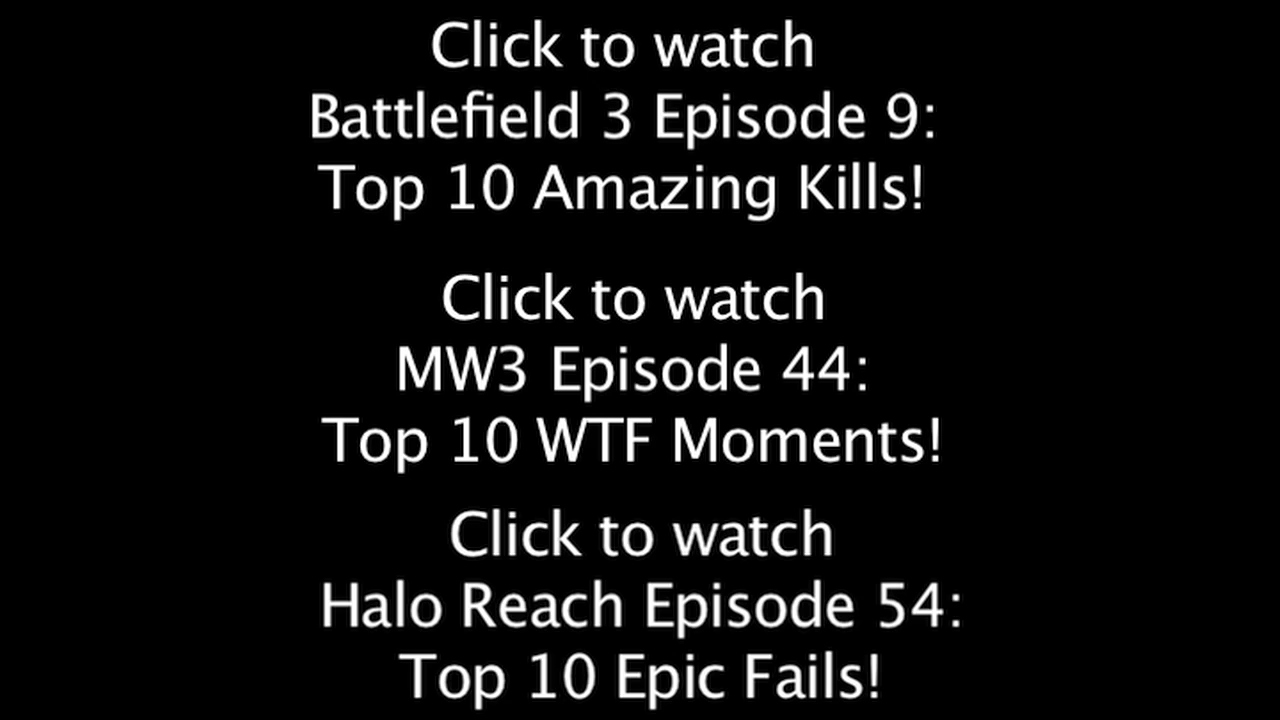 Click to watch
Battlefield 3 Episode 9:
Top 10 Amazing Kills!
Click to watch
MW3 Episode 44:
Top 10 WTF Moments!
Click to watch
Halo Reach Episode 54:
Top 10 Epic Fails!